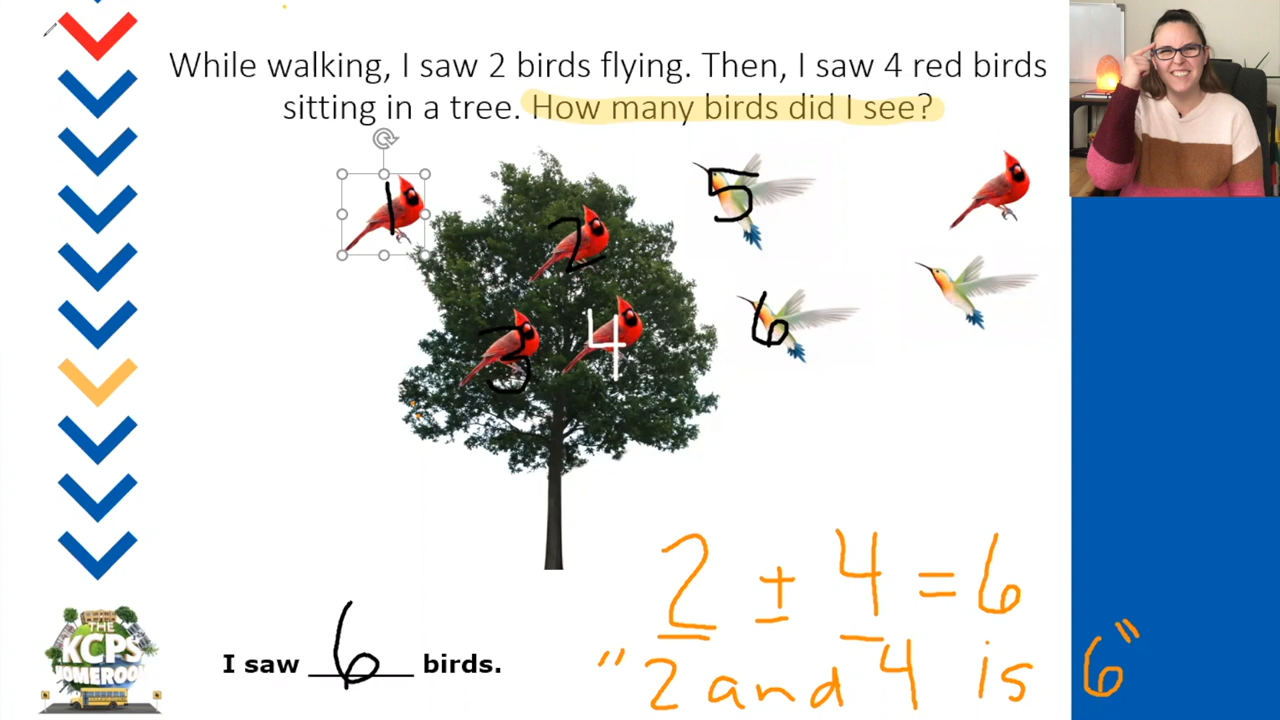 While walking, I saw 2 birds flying. Then, I saw 4 red birds
sitting in a tree. How many birds did I see?
1
2
5
3
4
6
2 + 4 = 6
I saw 6 birds.
"2 and 4 is 6"
THE
KCPS
HOMEROOM